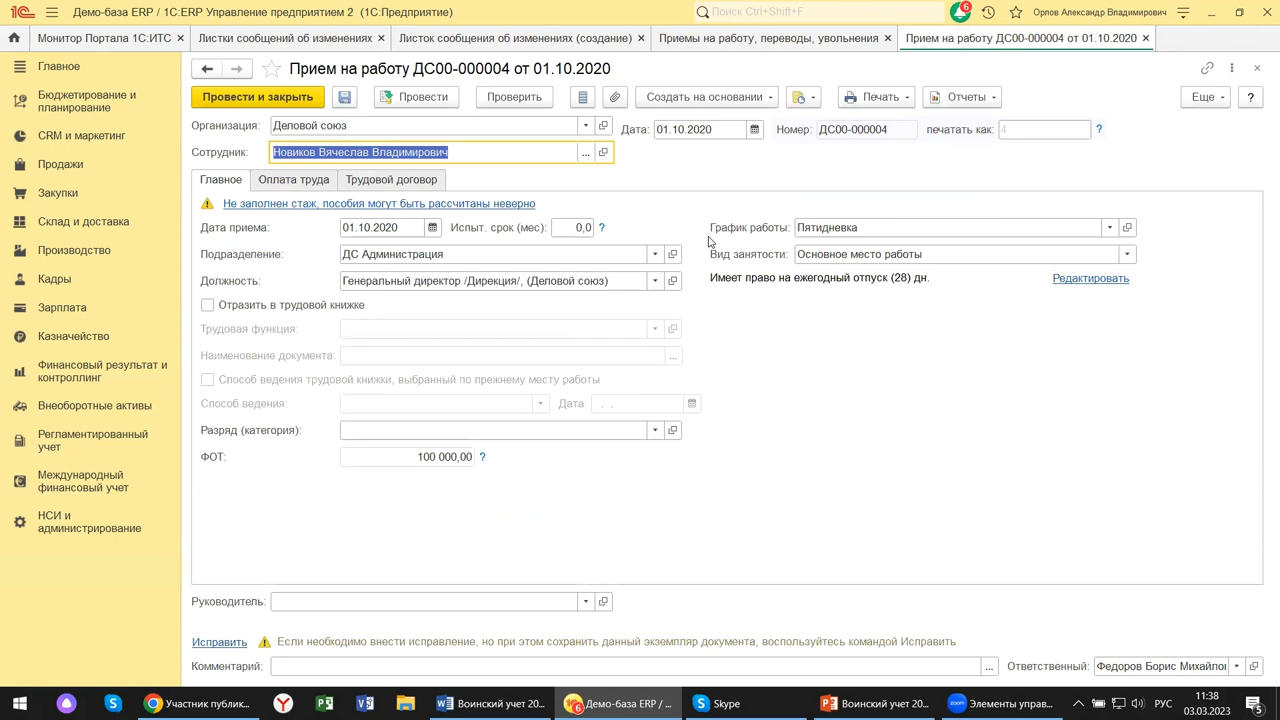 Демо-база ERP / 1С:ERP Управление предприятием 2 (1С:Предприятие)
Поиск Ctrl+Shift+F
6
Орлов Александр Владимирович
Монитор Портала 1С:ИТС
Листки сообщений об изменениях
Листок сообщения об изменениях (создание)
Приемы на работу, переводы, увольнения
Прием на работу ДС00-000004 от 01.10.2020
Главное
Бюджетирование и
планирование
CRM и маркетинг
Продажи
Закупки
Склад и доставка
Производство
Кадры
Зарплата
Казначейство
Финансовый результат и
контроллинг
Внеоборотные активы
Регламентированный
учет
Международный
финансовый учет
НСИ и
администрирование
Прием на работу ДС00-000004 от 01.10.2020
Провести и закрыть
Провести
Проверить
Создать на основании
Печать
Отчеты
Еще
?
Организация: Деловой союз
Дата: 01.10.2020
Номер: ДС00-000004
печатать как: 4 ?
Сотрудник: Новиков Вячеслав Владимирович
Главное
Оплата труда
Трудовой договор
Не заполнен стаж, пособия могут быть рассчитаны неверно
Дата приема: 01.10.2020
Испыт. срок (мес): 0,0 ?
График работы: Пятидневка
Подразделение: ДС Администрация
Вид занятости: Основное место работы
Должность: Генеральный директор /Дирекция/, (Деловой союз)
Имеет право на ежегодный отпуск (28) дн.
Редактировать
Отразить в трудовой книжке
Трудовая функция:
Наименование документа:
Способ ведения трудовой книжки, выбранный по прежнему месту работы
Способ ведения:
Дата: . .
Разряд (категория):
ФОТ: 100 000,00 ?
Руководитель:
Исправить
Если необходимо внести исправление, но при этом сохранить данный экземпляр документа, воспользуйтесь командой Исправить
Комментарий:
Ответственный: Федоров Борис Михайлог
Участник публик...
Воинский учет 20...
6
Демо-база ERP / ...
Skype
Воинский учет 20...
Элементы управ...
РУС
11:38
03.03.2023
5